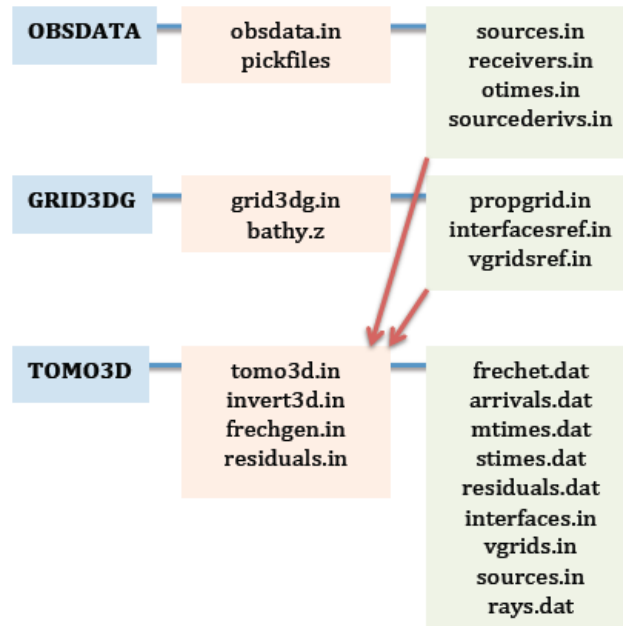 OBSDATA
obsdata.in
pickfiles
sources.in
receivers.in
otimes.in
sourcederivs.in
GRID3DG
grid3dg.in
bathy.z
propgrid.in
interfacesref.in
vgridsref.in
TOMO3D
tomo3d.in
invert3d.in
frechgen.in
residuals.in
frechet.dat
arrivals.dat
mtimes.dat
stimes.dat
residuals.dat
interfaces.in
vgrids.in
sources.in
rays.dat